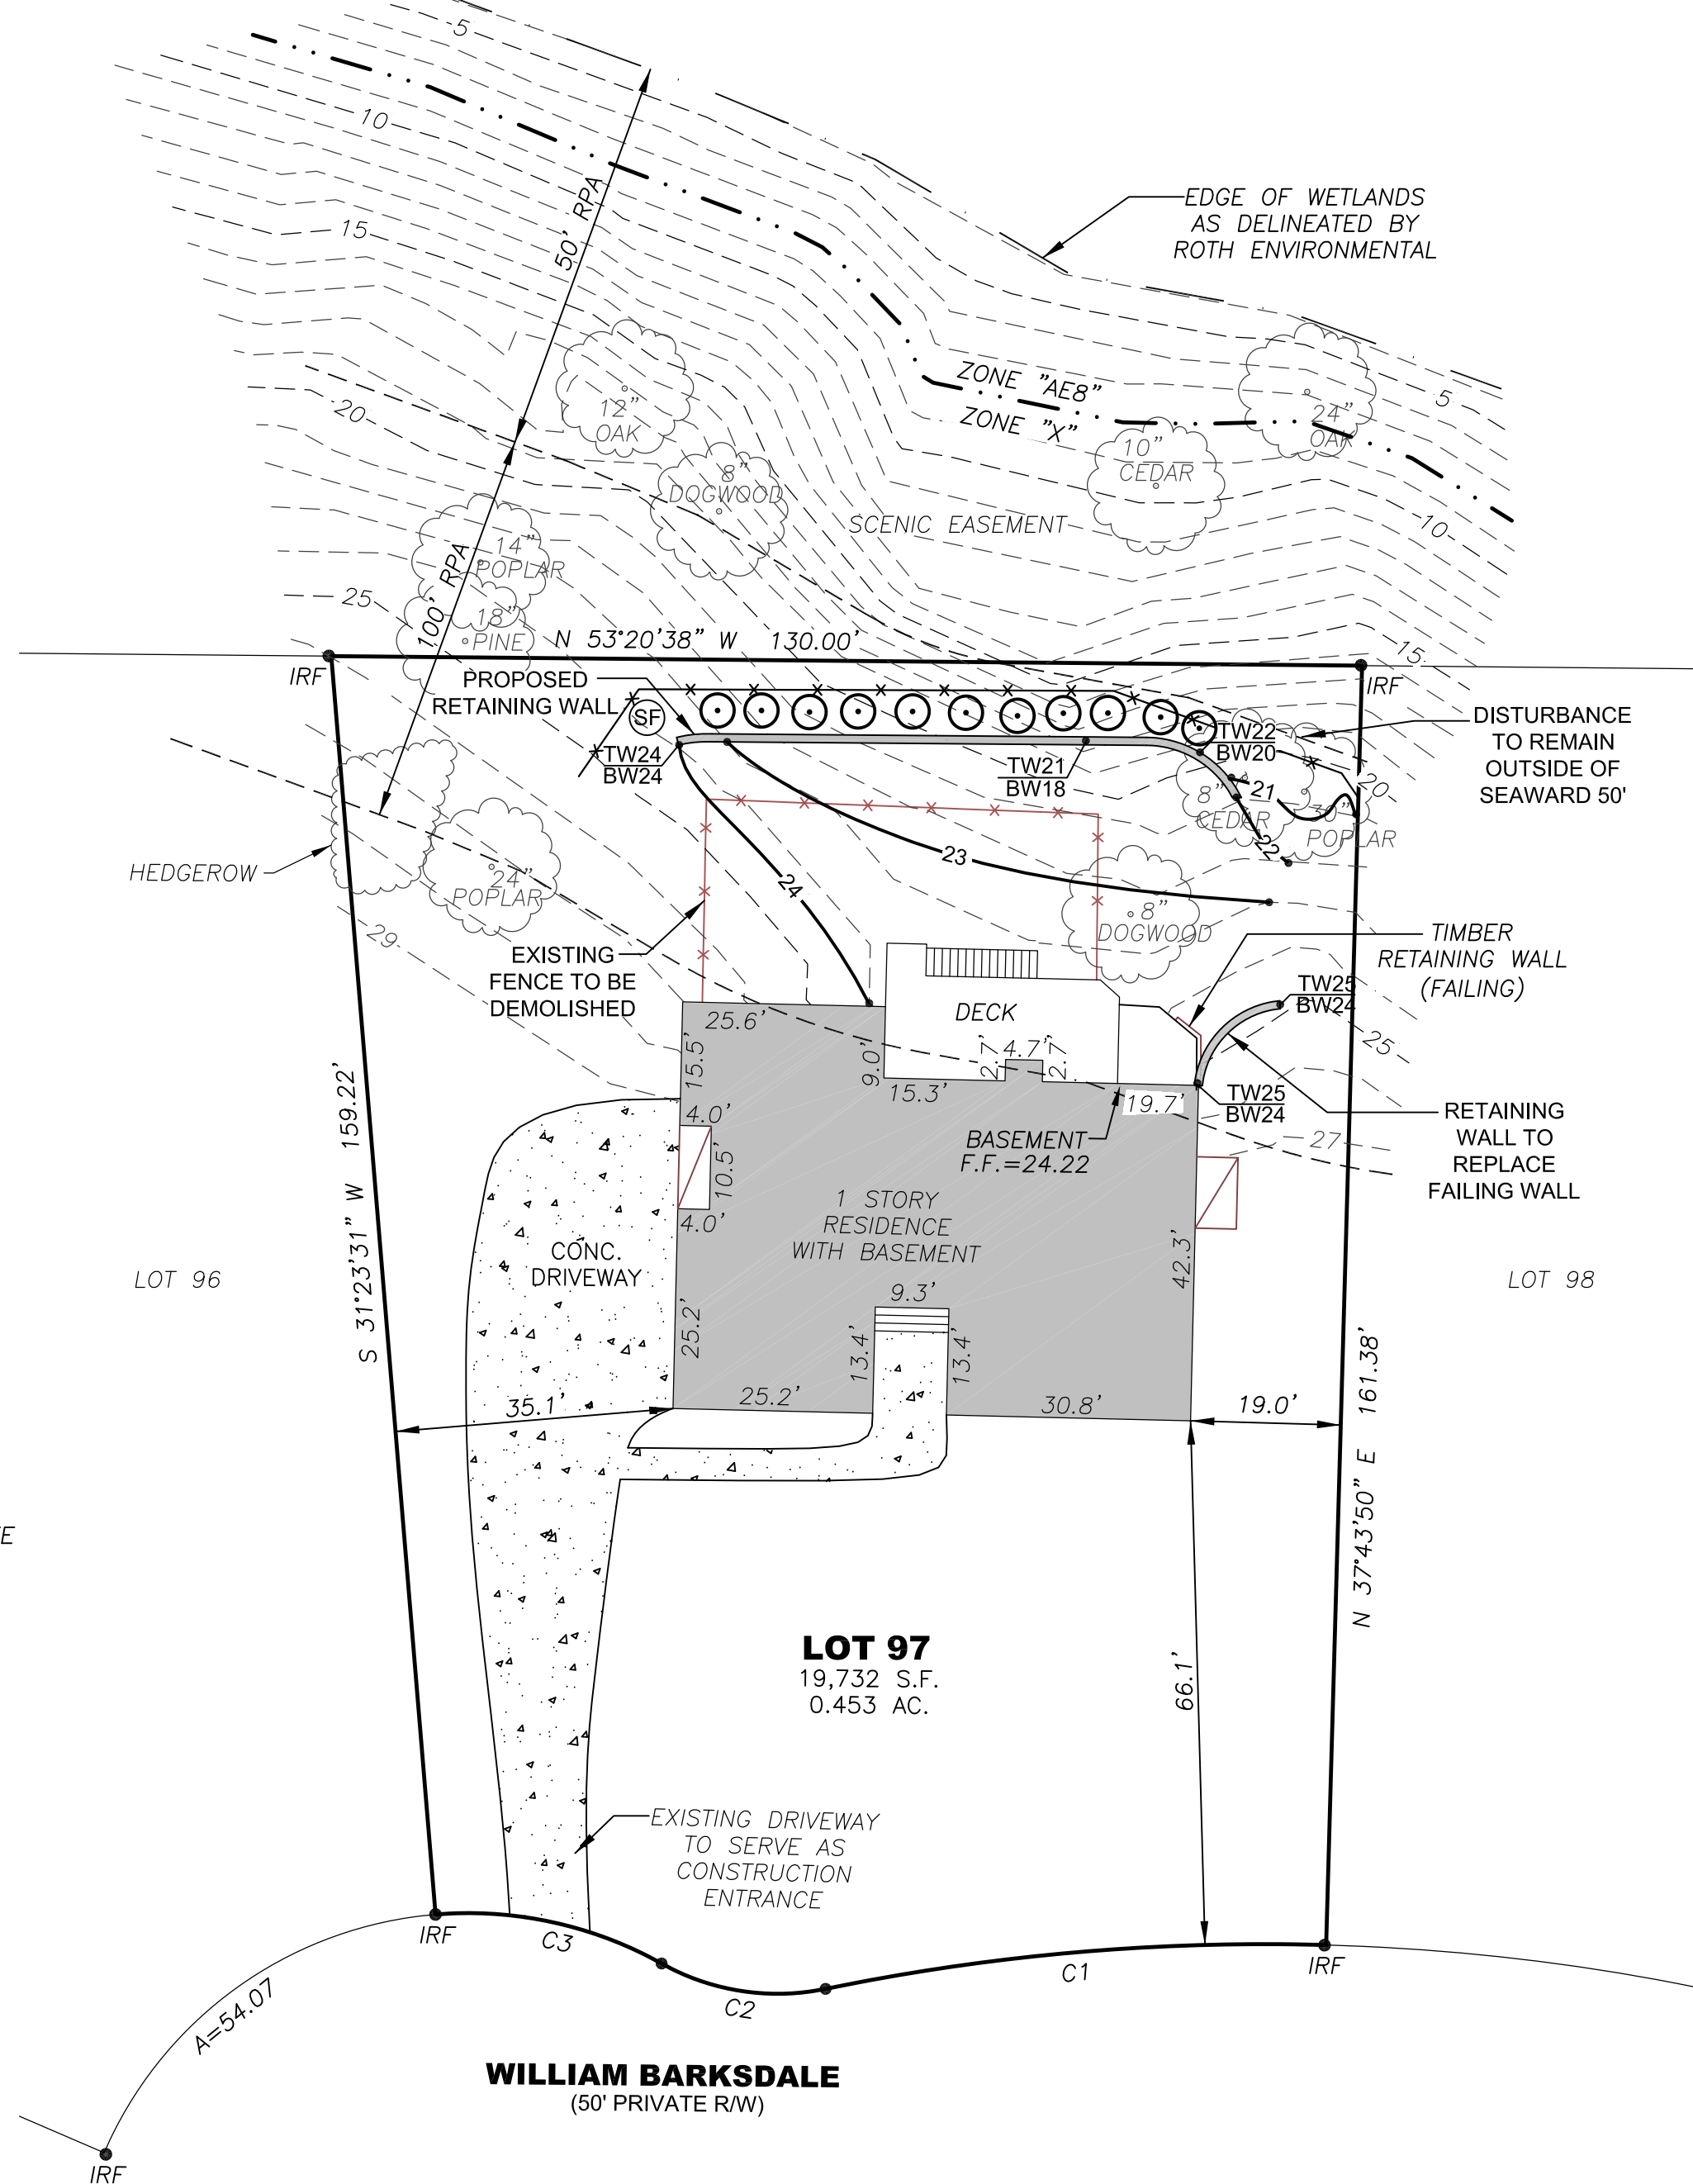 5
10
15
50' RPA
EDGE OF WETLANDS
AS DELINEATED BY
ROTH ENVIRONMENTAL
ZONE "AE8"
ZONE "X"
5
20
12"
OAK
24"
OAK
10"
CEDAR
8"
DOGWOOD
SCENIC EASEMENT
10
14"
POPLAR
100' RPA
25
18"
PINE
N 53°20'38" W 130.00'
15
IRF
IRF
PROPOSED
RETAINING WALL
SF
TW24
BW24
TW21
BW18
TW22
BW20
DISTURBANCE
TO REMAIN
OUTSIDE OF
SEAWARD 50'
20
21
8"
CEDAR
30"
POPLAR
22
23
24
HEDGEROW
24"
POPLAR
29
8"
DOGWOOD
EXISTING
FENCE TO BE
DEMOLISHED
TIMBER
RETAINING WALL
(FAILING)
TW25
BW24
25
DECK
25.6'
15.5'
9.0'
2.7'
4.7'
2.7'
15.3'
19.7'
TW25
BW24
RETAINING
WALL TO
REPLACE
FAILING WALL
27
4.0'
10.5'
4.0'
BASEMENT
F.F.=24.22
1 STORY
RESIDENCE
WITH BASEMENT
CONC.
DRIVEWAY
42.3'
LOT 96
LOT 98
S 31°23'31" W 159.22'
N 37°43'50" E 161.38'
25.2'
9.3'
13.4'
13.4'
25.2'
30.8'
35.1'
19.0'
LOT 97
19,732 S.F.
0.453 AC.
66.1'
EXISTING DRIVEWAY
TO SERVE AS
CONSTRUCTION
ENTRANCE
IRF
C3
C2
C1
IRF
A=54.07
WILLIAM BARKSDALE
(50' PRIVATE R/W)
IRF